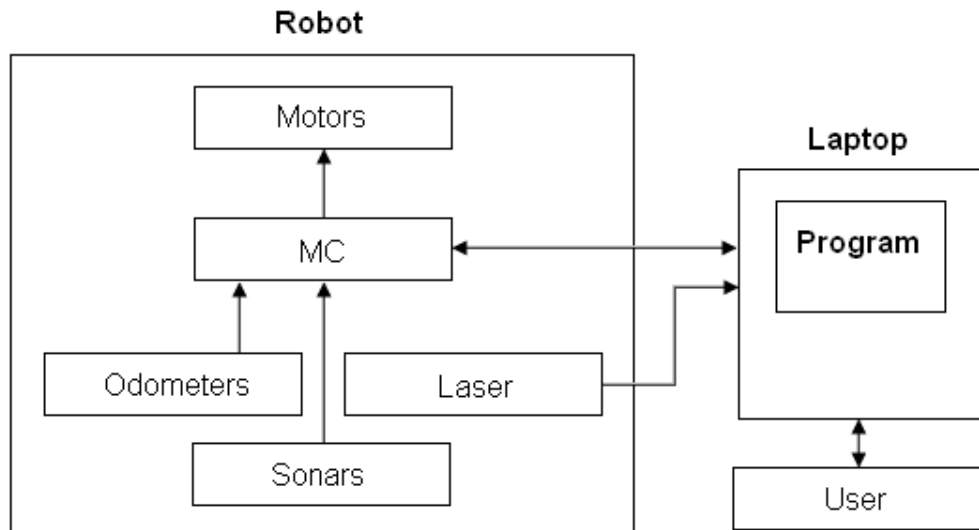 Robot
Motors
MC
Odometers
Laser
Sonars
Laptop
Program
User